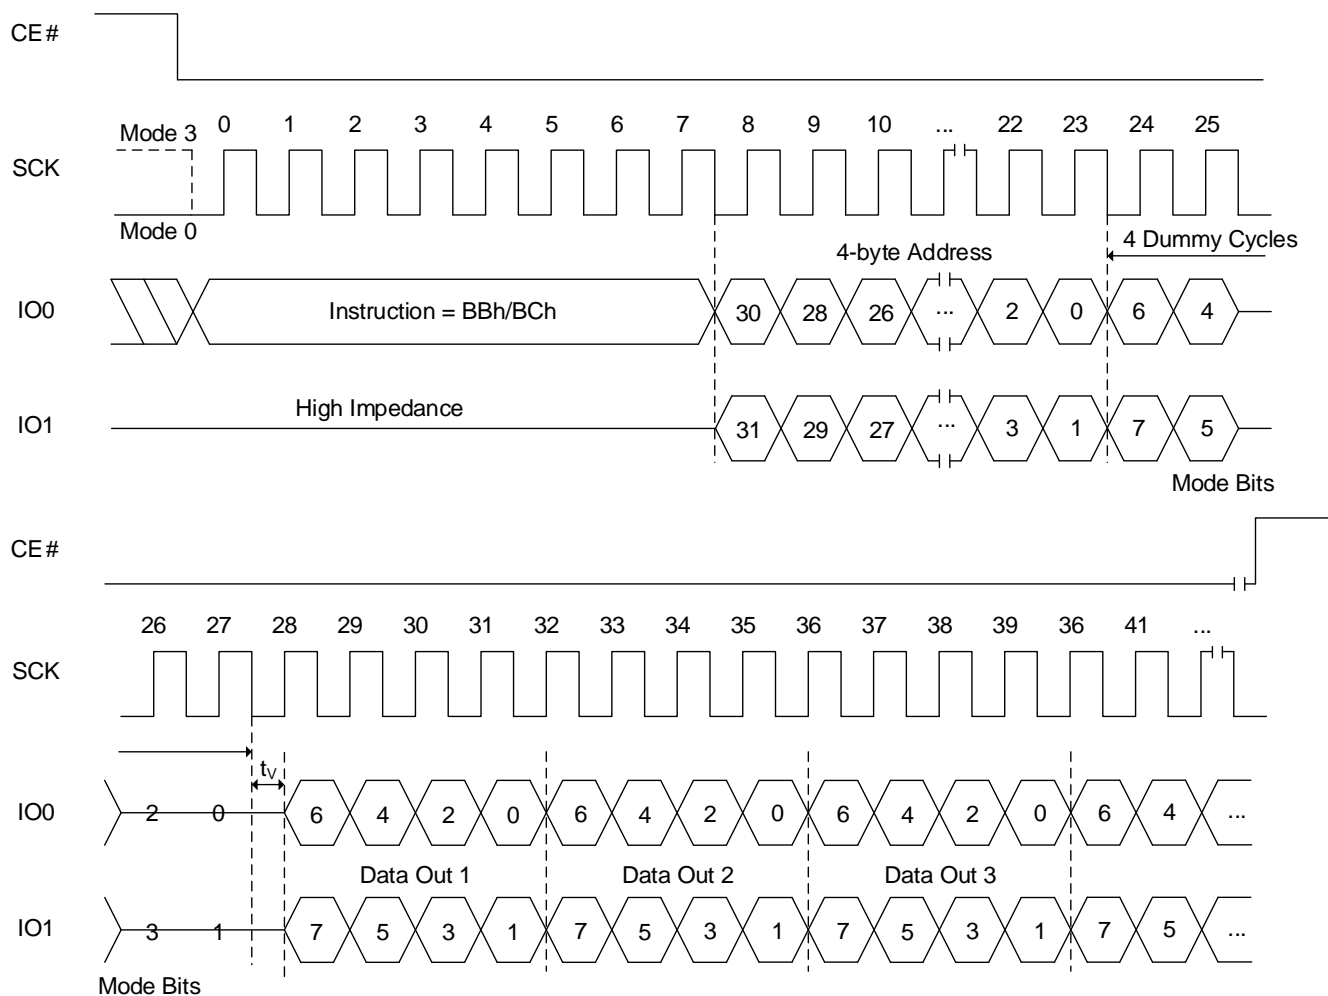 CE#
Mode 3
0 1 2 3 4 5 6 7 8 9 10 ... 22 23 24 25
SCK
Mode 0
4-byte Address
4 Dummy Cycles
IO0
Instruction = BBh/BCh
30 28 26 ... 2 0 6 4
High Impedance
IO1
31 29 27 ... 3 1 7 5
Mode Bits
CE#
26 27 28 29 30 31 32 33 34 35 36 37 38 39 36 41 ...
SCK
tV
IO0
2 0 6 4 2 0 6 4 2 0 6 4 2 0 6 4 ...
Data Out 1 Data Out 2 Data Out 3
IO1
3 1 7 5 3 1 7 5 3 1 7 5 3 1 7 5 ...
Mode Bits